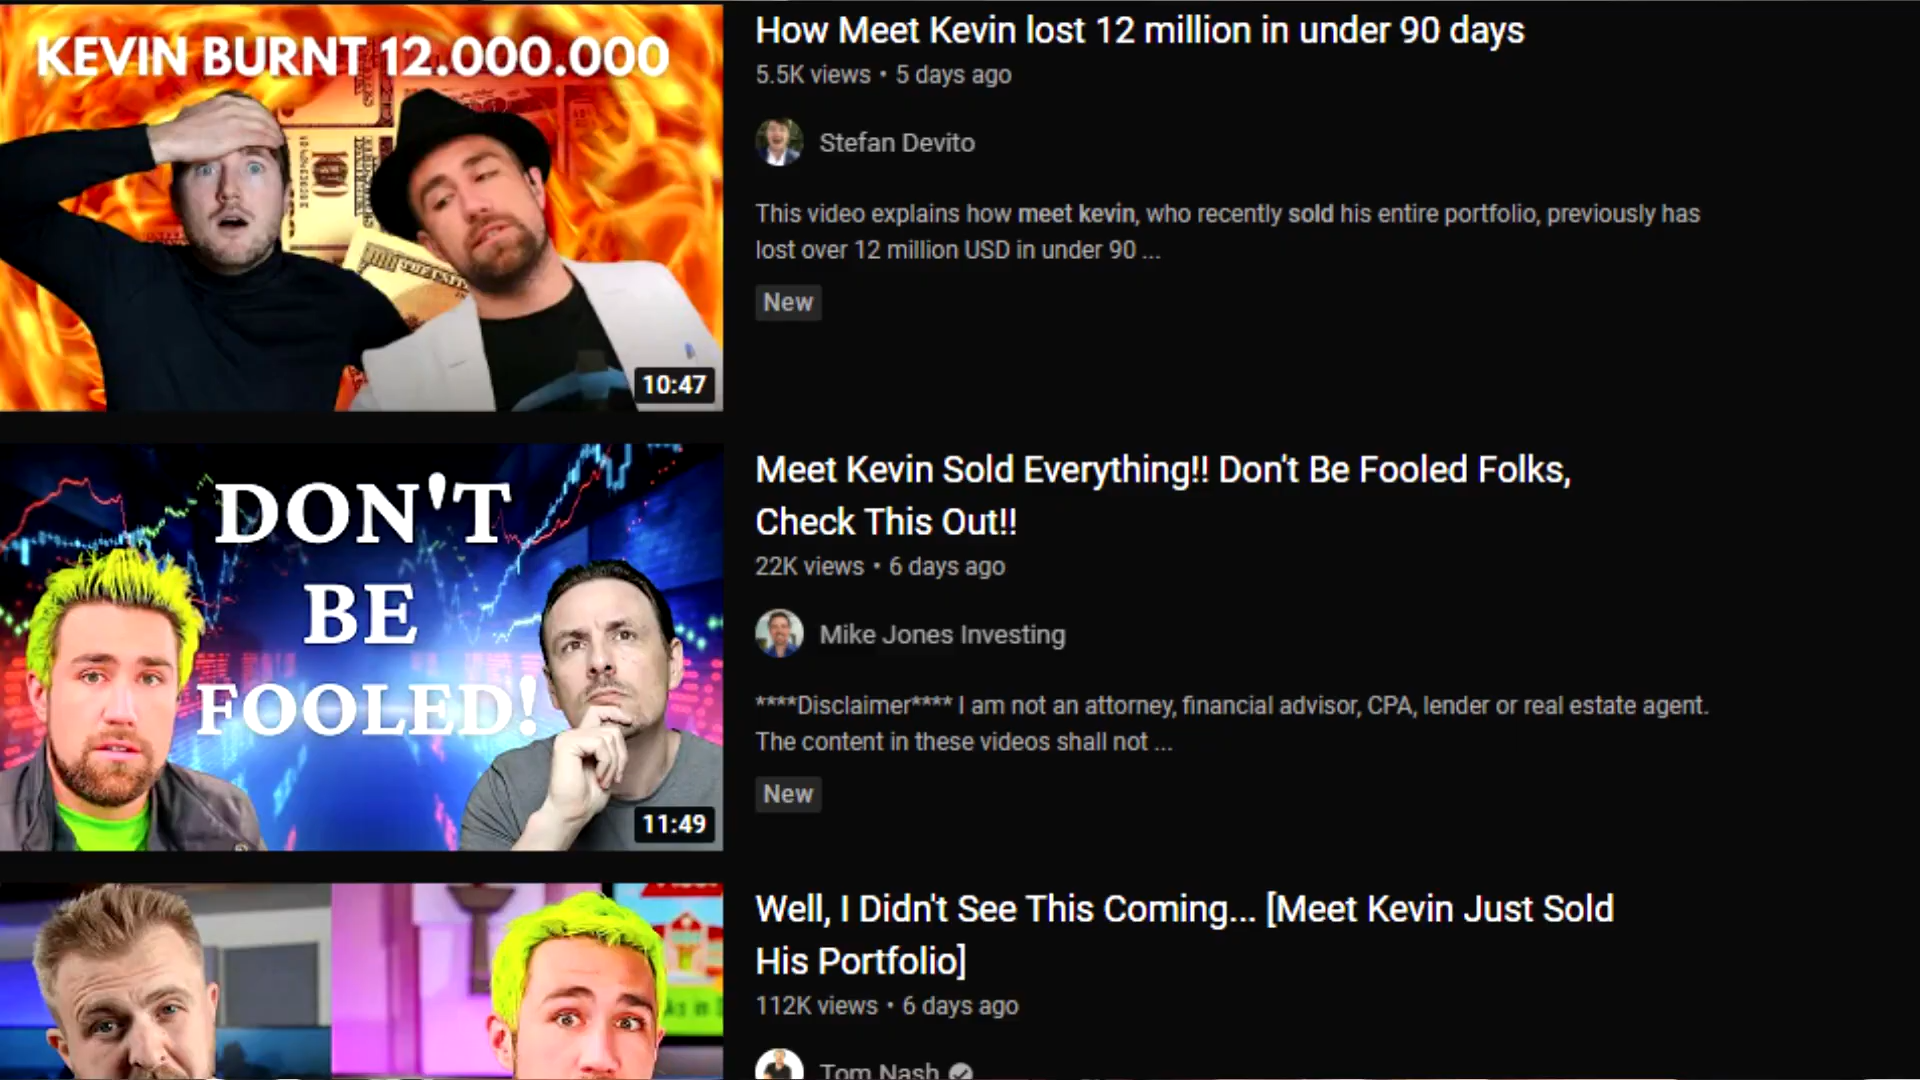 KEVIN BURNT 12.000.000
10:47
How Meet Kevin lost 12 million in under 90 days
5.5K views • 5 days ago
Stefan Devito
This video explains how meet kevin, who recently sold his entire portfolio, previously has
lost over 12 million USD in under 90 ...
New
DON'T
BE
FOOLED!
11:49
Meet Kevin Sold Everything!! Don't Be Fooled Folks,
Check This Out!!
22K views • 6 days ago
Mike Jones Investing
****Disclaimer**** I am not an attorney, financial advisor, CPA, lender or real estate agent.
The content in these videos shall not ...
New
Well, I Didn't See This Coming... [Meet Kevin Just Sold
His Portfolio]
112K views • 6 days ago
Tom Nash